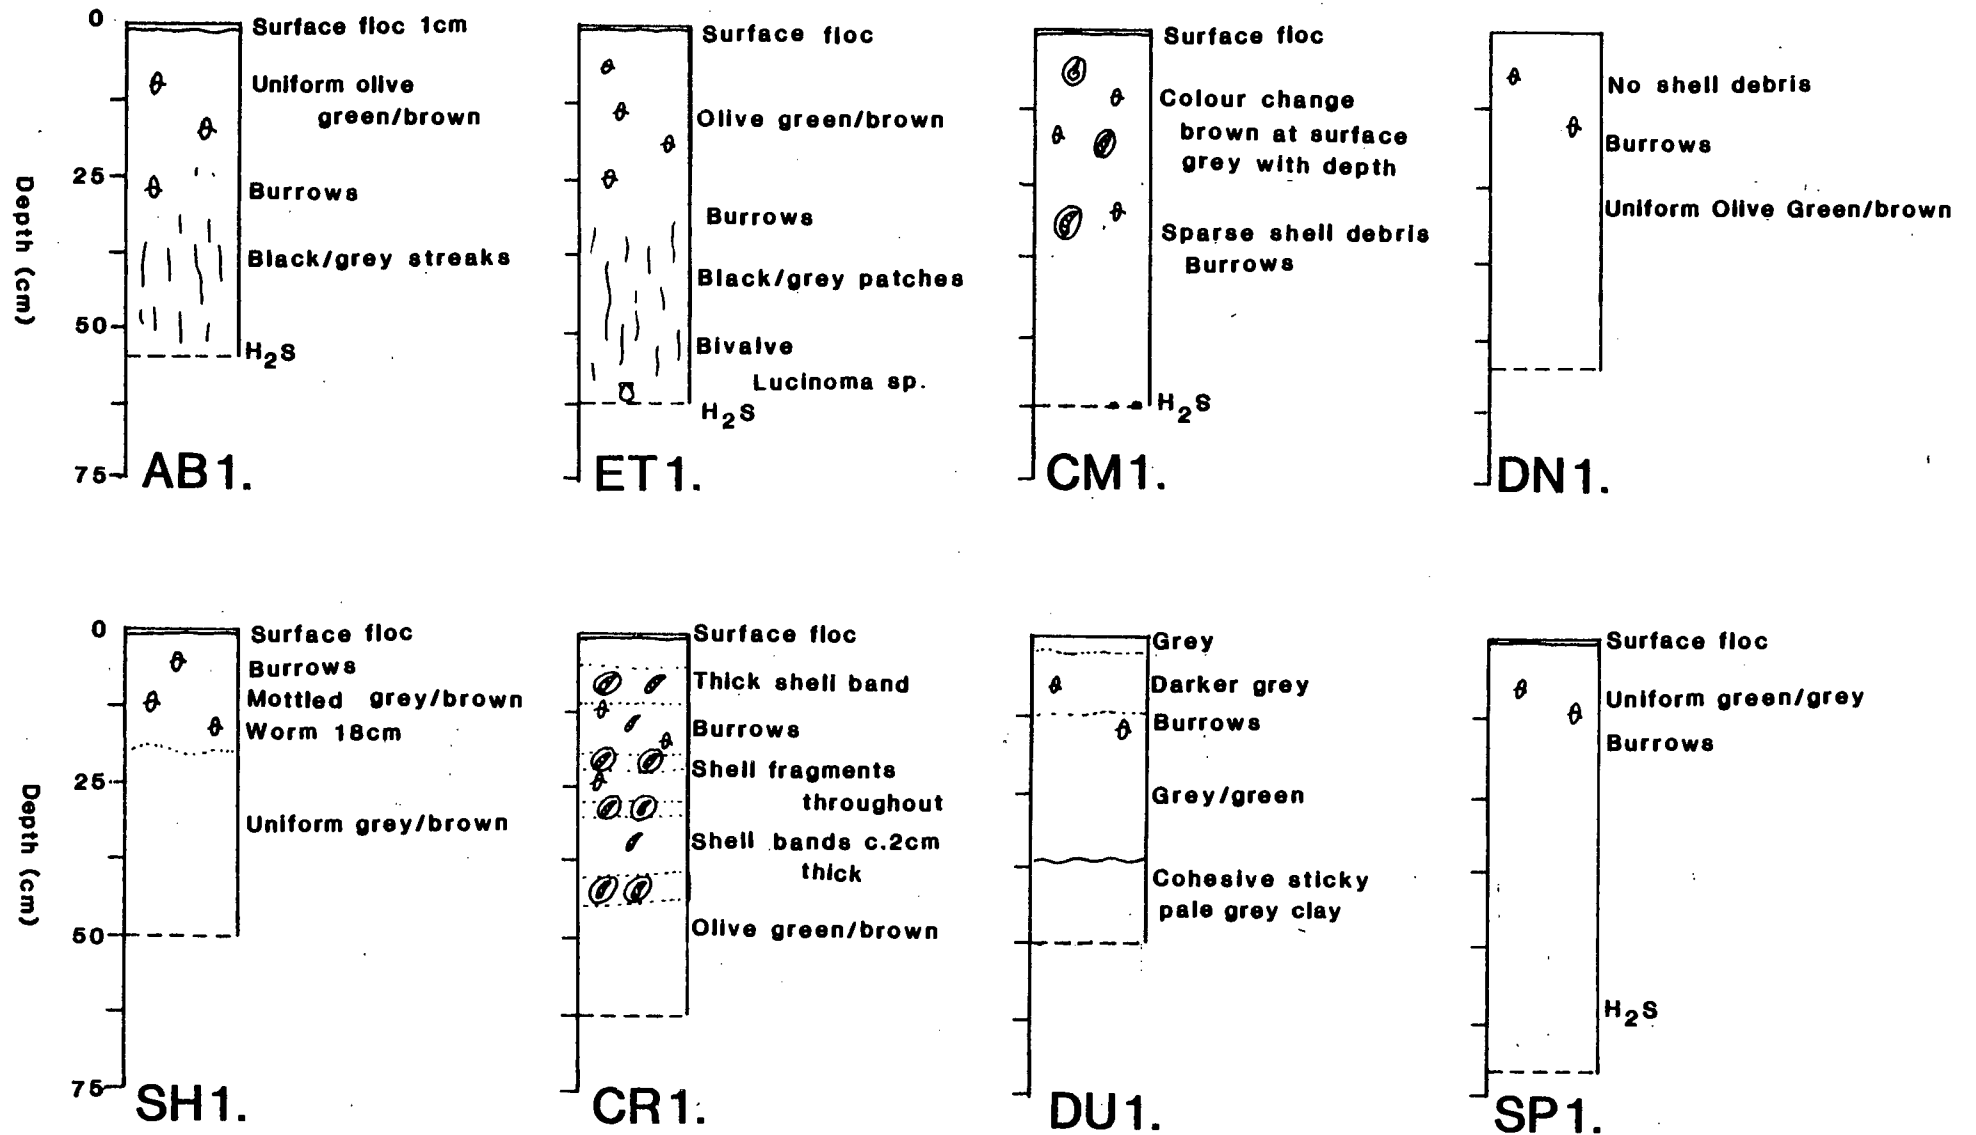 Depth (cm)
0
25
50
75
Surface floc 1cm
Uniform olive
green/brown
Burrows
Black/grey streaks
H2S
AB1.
Surface floc
Olive green/brown
Burrows
Black/grey patches
Bivalve
Lucinoma sp.
H2S
ET1.
Surface floc
Colour change
brown at surface
grey with depth
Sparse shell debris
Burrows
H2S
CM1.
No shell debris
Burrows
Uniform Olive Green/brown
DN1.
Depth (cm)
0
25
50
75
Surface floc
Burrows
Mottled grey/brown
Worm 18cm
Uniform grey/brown
SH1.
Surface floc
Thick shell band
Burrows
Shell fragments
throughout
Shell bands c.2cm
thick
Olive green/brown
CR1.
Grey
Darker grey
Burrows
Grey/green
Cohesive sticky
pale grey clay
DU1.
Surface floc
Uniform green/grey
Burrows
H2S
SP1.